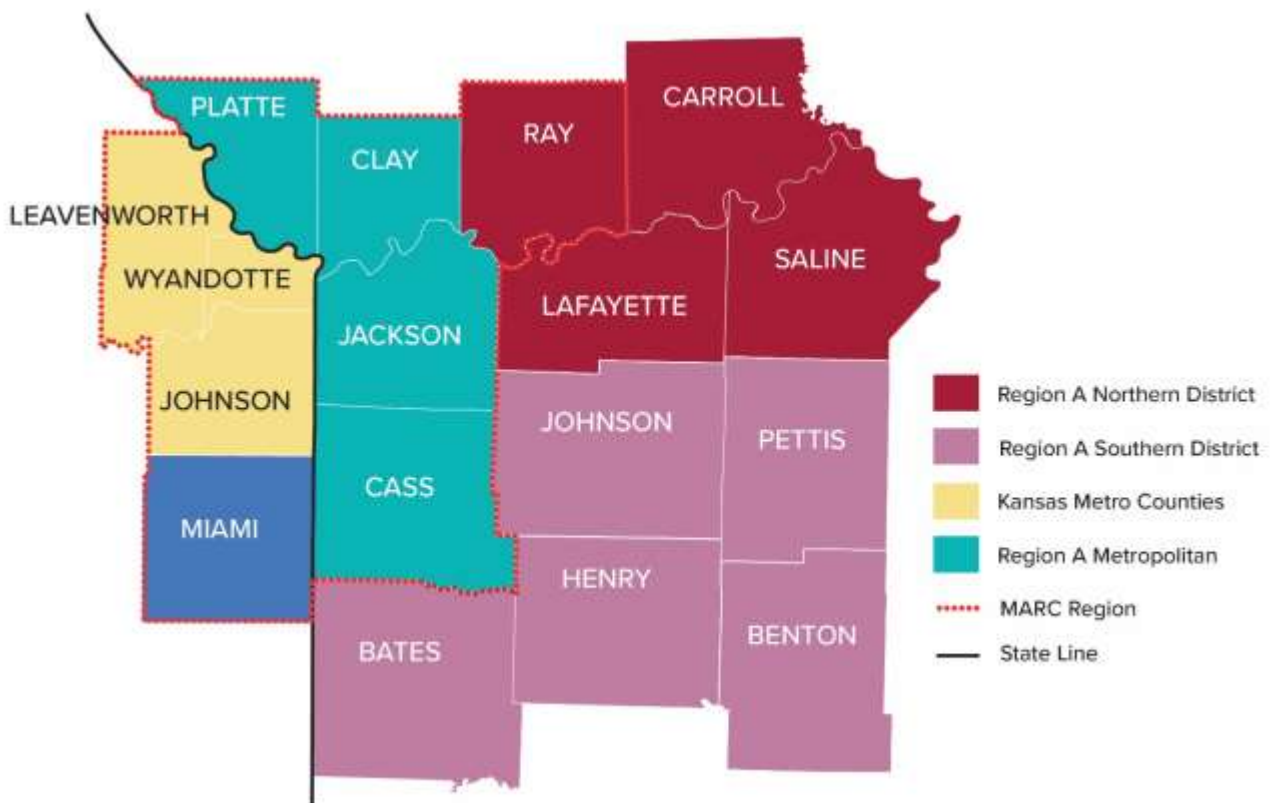 PLATTE
CLAY
RAY
CARROLL
LEAVENWORTH
WYANDOTTE
JACKSON
LAFAYETTE
SALINE
JOHNSON
CASS
JOHNSON
PETTIS
MIAMI
BATES
HENRY
BENTON
Region A Northern District
Region A Southern District
Kansas Metro Counties
Region A Metropolitan
MARC Region
State Line